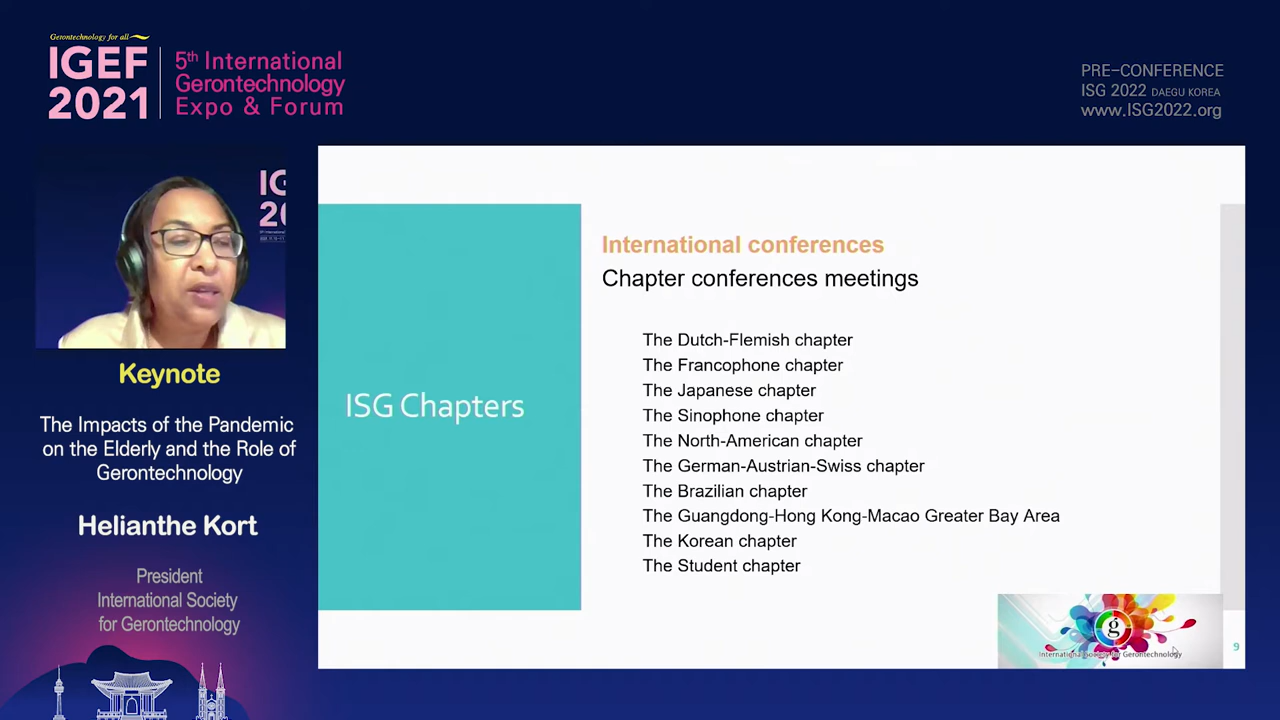 Gerontechnology for all
IGEF
2021
5th International
Gerontechnology
Expo & Forum
PRE-CONFERENCE
ISG 2022 DAEGU KOREA
www.ISG2022.org
IG
20
Keynote
The Impacts of the Pandemic
on the Elderly and the Role of
Gerontechnology
Helianthe Kort
President
International Society
for Gerontechnology
ISG Chapters
International conferences
Chapter conferences meetings
The Dutch-Flemish chapter
The Francophone chapter
The Japanese chapter
The Sinophone chapter
The North-American chapter
The German-Austrian-Swiss chapter
The Brazilian chapter
The Guangdong-Hong Kong-Macao Greater Bay Area
The Korean chapter
The Student chapter
g
International Society for Gerontechnology
9